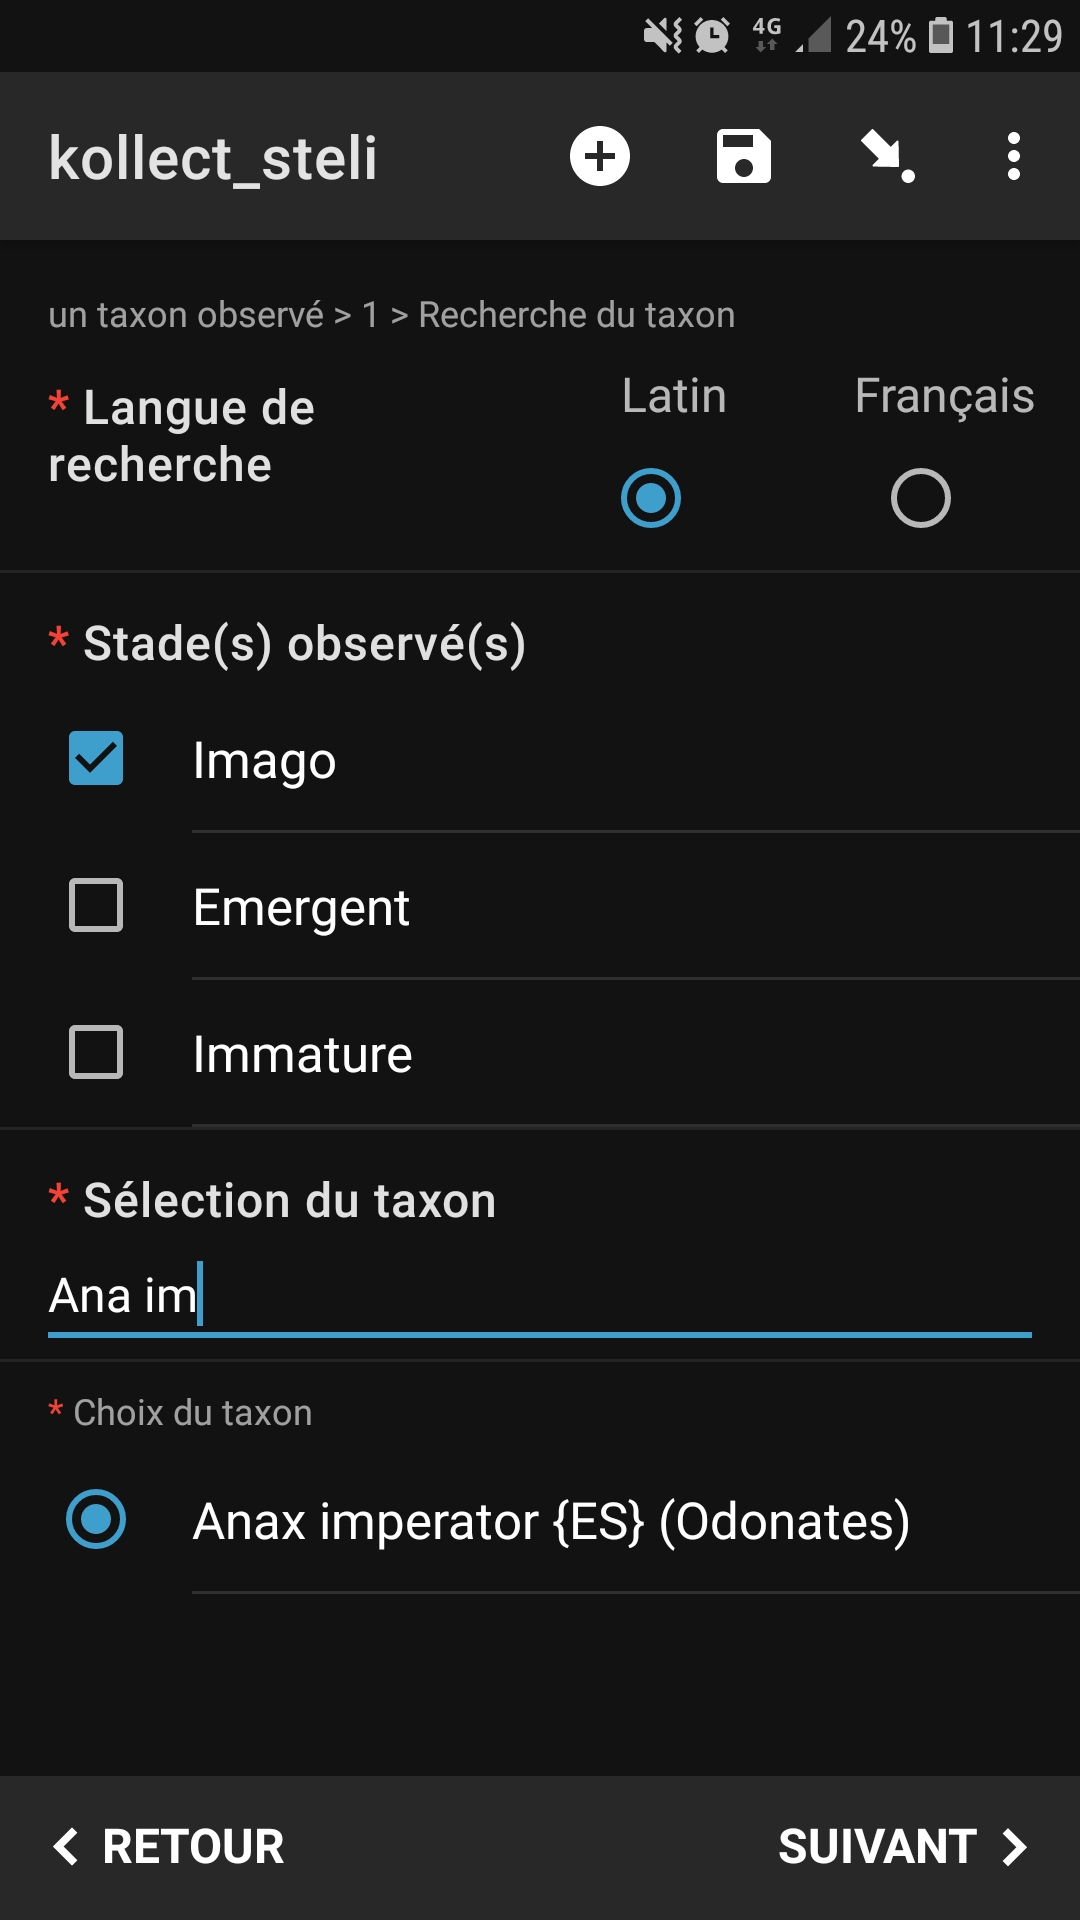 4G 24% 11:29
kollect_steli
un taxon observé > 1 > Recherche du taxon
* Langue de recherche
Latin Français
* Stade(s) observé(s)
Imago
Emergent
Immature
* Sélection du taxon
Ana im
* Choix du taxon
Anax imperator {ES} (Odonates)
RETOUR SUIVANT